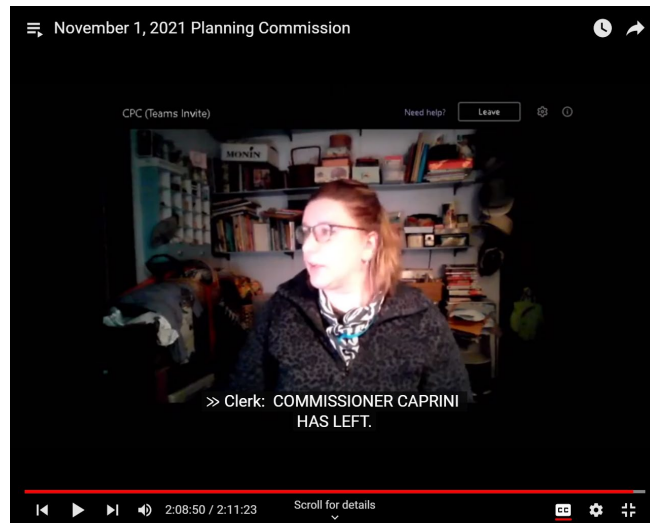 November 1, 2021 Planning Commission
CPC (Teams Invite)
Need help?
Leave
MONIN
>> Clerk: COMMISSIONER CAPRINI
HAS LEFT.
2:08:50 / 2:11:23
Scroll for details
CC